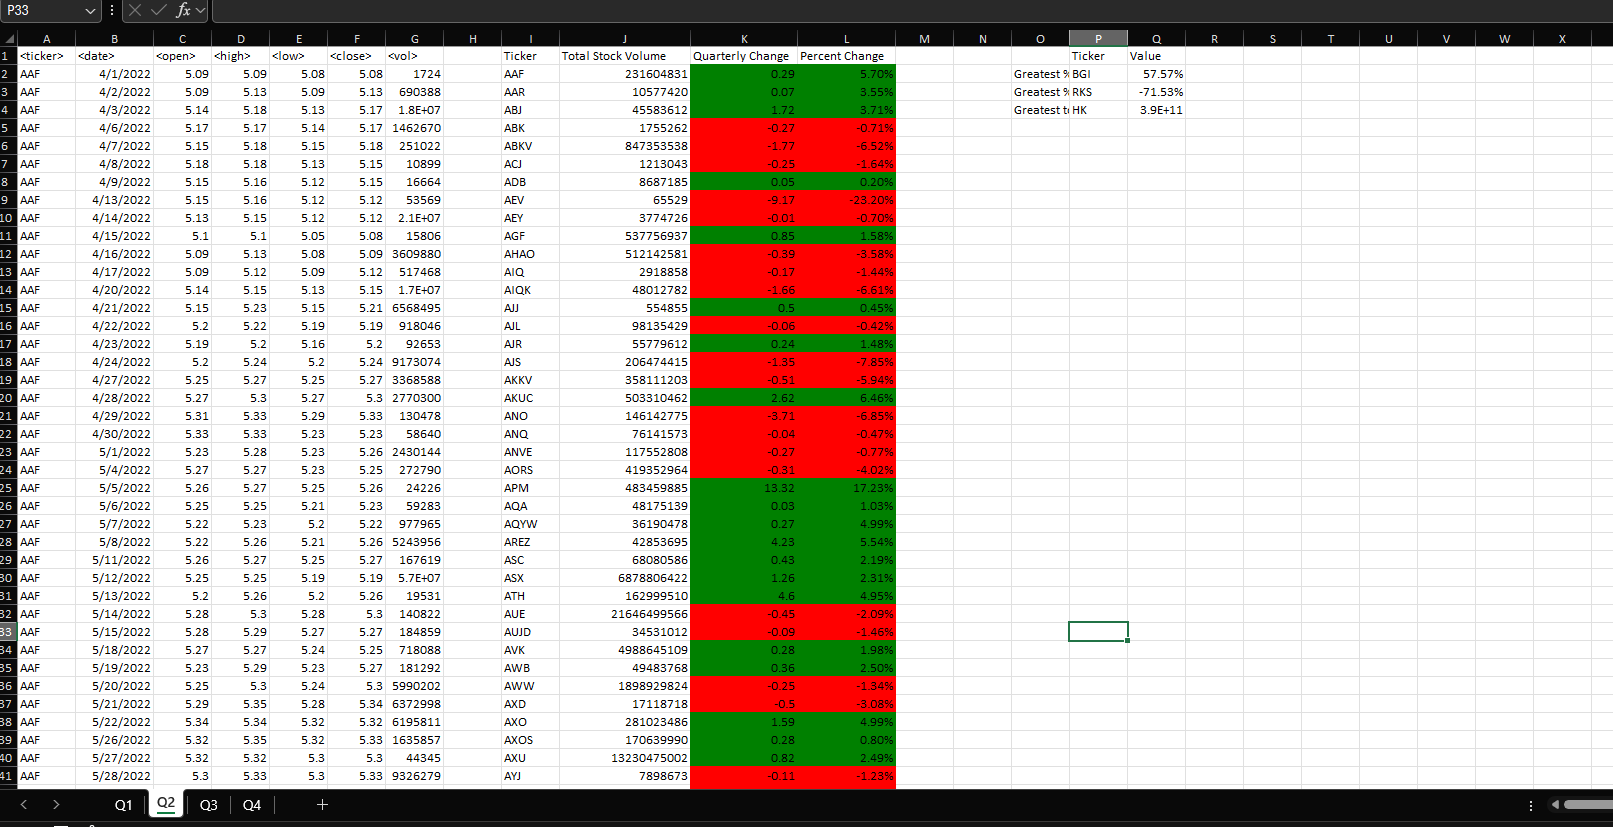 P33 fx
A B C D E F G H I J K L M N O P Q R S T U V W X
1 <ticker> <date> <open> <high> <low> <close> <vol> Ticker Total Stock Volume Quarterly Change Percent Change Ticker Value
2 AAF 4/1/2022 5.09 5.09 5.08 5.08 1724 AAF 231604831 0.29 5.70% Greatest % BGI 57.57%
3 AAF 4/2/2022 5.09 5.13 5.09 5.13 690388 AAR 10577420 0.07 3.55% Greatest % RKS -71.53%
4 AAF 4/3/2022 5.14 5.18 5.13 5.17 1.8E+07 ABJ 45583612 1.72 3.71% Greatest t HK 3.9E+11
5 AAF 4/6/2022 5.17 5.17 5.14 5.17 1462670 ABK 1755262 -0.27 -0.71%
6 AAF 4/7/2022 5.15 5.18 5.15 5.18 251022 ABKV 847353538 -1.77 -6.52%
7 AAF 4/8/2022 5.18 5.18 5.13 5.15 10899 ACJ 1213043 -0.25 -1.64%
8 AAF 4/9/2022 5.15 5.16 5.12 5.15 16664 ADB 8687185 0.05 0.20%
9 AAF 4/13/2022 5.15 5.16 5.12 5.12 53569 AEV 65529 -9.17 -23.20%
10 AAF 4/14/2022 5.13 5.15 5.12 5.12 2.1E+07 AEY 3774726 -0.01 -0.70%
11 AAF 4/15/2022 5.1 5.1 5.05 5.08 15806 AGF 537756937 0.85 1.58%
12 AAF 4/16/2022 5.09 5.13 5.08 5.09 3609880 AHAO 512142581 -0.39 -3.58%
13 AAF 4/17/2022 5.09 5.12 5.09 5.12 517468 AIQ 2918858 -0.17 -1.44%
14 AAF 4/20/2022 5.14 5.15 5.13 5.15 1.7E+07 AIQK 48012782 -1.66 -6.61%
15 AAF 4/21/2022 5.15 5.23 5.15 5.21 6568495 AJJ 554855 0.5 0.45%
16 AAF 4/22/2022 5.2 5.22 5.19 5.19 918046 AJL 98135429 -0.06 -0.42%
17 AAF 4/23/2022 5.19 5.2 5.16 5.2 92653 AJR 55779612 0.24 1.48%
18 AAF 4/24/2022 5.2 5.24 5.2 5.24 9173074 AJS 206474415 -1.35 -7.85%
19 AAF 4/27/2022 5.25 5.27 5.25 5.27 3368588 AKKV 358111203 -0.51 -5.94%
20 AAF 4/28/2022 5.27 5.3 5.27 5.3 2770300 AKUC 503310462 2.62 6.46%
21 AAF 4/29/2022 5.31 5.33 5.29 5.33 130478 ANO 146142775 -3.71 -6.85%
22 AAF 4/30/2022 5.33 5.33 5.23 5.23 58640 ANQ 76141573 -0.04 -0.47%
23 AAF 5/1/2022 5.23 5.28 5.23 5.26 2430144 ANVE 117552808 -0.27 -0.77%
24 AAF 5/4/2022 5.27 5.27 5.23 5.25 272790 AORS 419352964 -0.31 -4.02%
25 AAF 5/5/2022 5.26 5.27 5.25 5.26 24226 APM 483459885 13.32 17.23%
26 AAF 5/6/2022 5.25 5.25 5.21 5.23 59283 AQA 48175139 0.03 1.03%
27 AAF 5/7/2022 5.22 5.23 5.2 5.22 977965 AQYW 36190478 0.27 4.99%
28 AAF 5/8/2022 5.22 5.26 5.21 5.26 5243956 AREZ 42853695 4.23 5.54%
29 AAF 5/11/2022 5.26 5.27 5.25 5.27 167619 ASC 68080586 0.43 2.19%
30 AAF 5/12/2022 5.25 5.25 5.19 5.19 5.7E+07 ASX 6878806422 1.26 2.31%
31 AAF 5/13/2022 5.2 5.26 5.2 5.26 19531 ATH 162999510 4.6 4.95%
32 AAF 5/14/2022 5.28 5.3 5.28 5.3 140822 AUE 21646499566 -0.45 -2.09%
33 AAF 5/15/2022 5.28 5.29 5.27 5.27 184859 AUJD 34531012 -0.09 -1.46%
34 AAF 5/18/2022 5.27 5.27 5.24 5.25 718088 AVK 4988645109 0.28 1.98%
35 AAF 5/19/2022 5.23 5.29 5.23 5.27 181292 AWB 49483768 0.36 2.50%
36 AAF 5/20/2022 5.25 5.3 5.24 5.3 5990202 AWW 1898929824 -0.25 -1.34%
37 AAF 5/21/2022 5.29 5.35 5.28 5.34 6372998 AXD 17118718 -0.5 -3.08%
38 AAF 5/22/2022 5.34 5.34 5.32 5.32 6195811 AXO 281023486 1.59 4.99%
39 AAF 5/26/2022 5.32 5.35 5.32 5.33 1635857 AXOS 170639990 0.28 0.80%
40 AAF 5/27/2022 5.32 5.32 5.3 5.3 44345 AXU 13230475002 0.82 2.49%
41 AAF 5/28/2022 5.3 5.33 5.3 5.33 9326279 AYJ 7898673 -0.11 -1.23%
Q1 Q2 Q3 Q4